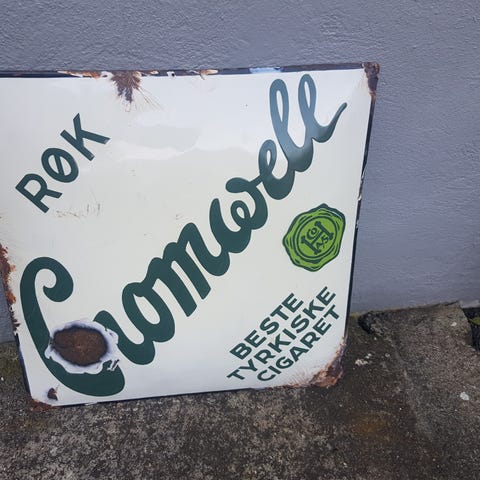 RØK
Cromwell
BESTE
TYRKISKE
CIGARET